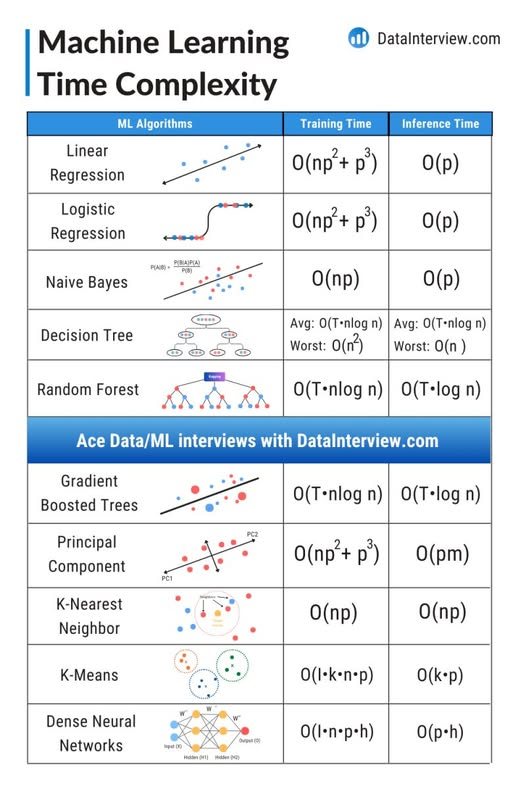 Machine Learning
Time Complexity
DataInterview.com
ML Algorithms Training Time Inference Time
Linear
Regression
O(np²+ p³) O(p)
Logistic
Regression
O(np²+ p³) O(p)
Naive Bayes
P(A|B) = P(B|A)P(A)
P(B)
O(np) O(p)
Decision Tree
Avg: O(T•nlog n)
Worst: O(n²)
Avg: O(T•nlog n)
Worst: O(n )
Random Forest
O(T•nlog n) O(T•log n)
Ace Data/ML interviews with DataInterview.com
Gradient
Boosted Trees
O(T•nlog n) O(T•log n)
Principal
Component
PC2
PC1
O(np²+ p³) O(pm)
K-Nearest
Neighbor
O(np) O(np)
K-Means
O(I•k•n•p) O(k•p)
Dense Neural
Networks
Input (X)
Hidden (H1)
Hidden (H2)
Output (O)
O(I•n•p•h) O(p•h)